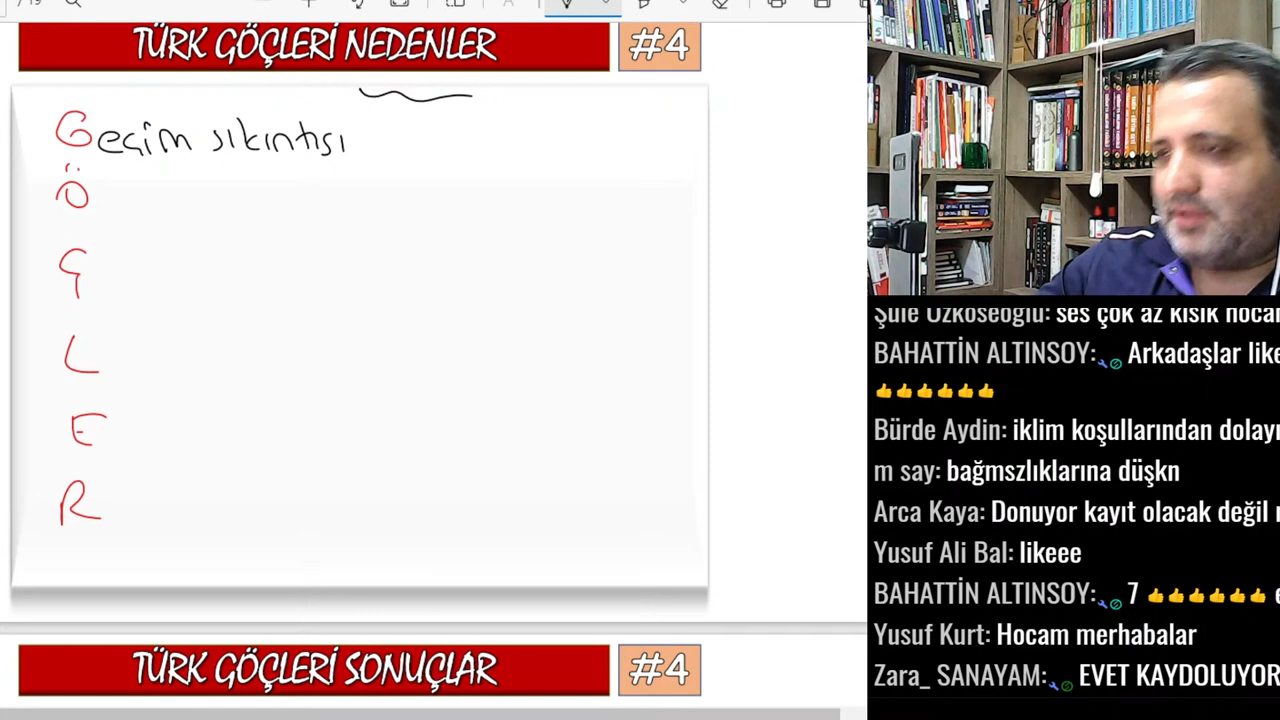 TÜRK GÖÇLERİ NEDENLER #4
Geçim sıkıntısı
Ö
Ç
L
E
R
TÜRK GÖÇLERİ SONUÇLAR #4
Şule Uzkoseoglu: ses çok az kısık hocam
BAHATTİN ALTINSOY: Arkadaşlar like
👍👍👍👍👍👍
Bürde Aydin: iklim koşullarından dolayı
m say: bağmszlıklarına düşkn
Arca Kaya: Donuyor kayıt olacak değil
Yusuf Ali Bal: likeee
BAHATTİN ALTINSOY: 7 👍👍👍👍👍👍
Yusuf Kurt: Hocam merhabalar
Zara_ SANAYAM: EVET KAYDOLUYOR